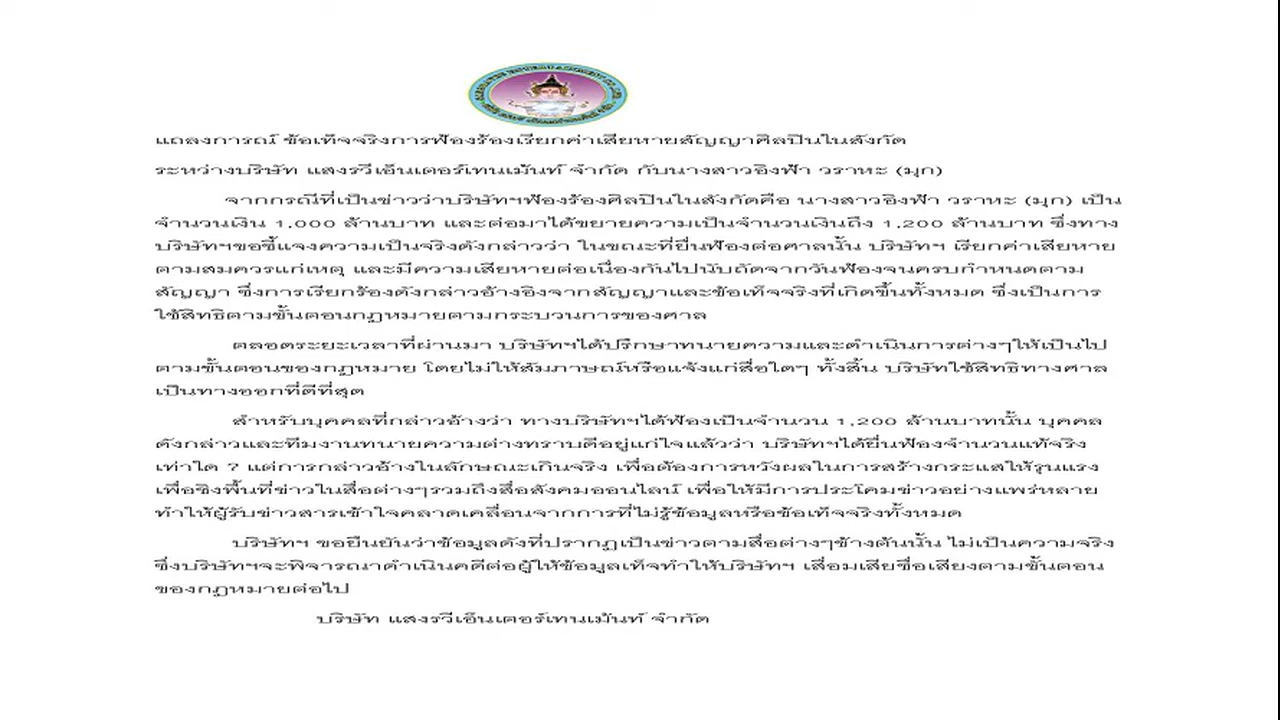 แถลงการณ์ ข้อเท็จจริงการฟ้องร้องเรียกค่าเสียหายสัญญาศิลปินในสังกัด
ระหว่างบริษัท แสงรวีเอ็นเตอร์เทนเม้นท์ จำกัด กับนางสาวอิงฟ้า วราหะ (มุก)
จากกรณีที่เป็นข่าวว่าบริษัทฯฟ้องร้องศิลปินในสังกัดคือ นางสาวอิงฟ้า วราหะ (มุก) เป็น
จำนวนเงิน 1,000 ล้านบาท และต่อมาได้ขยายความเป็นจำนวนเงินถึง 1,200 ล้านบาท ซึ่งทาง
บริษัทฯขอชี้แจงความเป็นจริงดังกล่าวว่า ในขณะที่ยื่นฟ้องต่อศาลนั้น บริษัทฯ เรียกค่าเสียหาย
ตามสมควรแก่เหตุ และมีความเสียหายต่อเนื่องกันไปนับถัดจากวันฟ้องจนครบกำหนดตาม
สัญญา ซึ่งการเรียกร้องดังกล่าวอ้างอิงจากสัญญาและข้อเท็จจริงที่เกิดขึ้นทั้งหมด ซึ่งเป็นการ
ใช้สิทธิตามขั้นตอนกฎหมายตามกระบวนการของศาล
ตลอดระยะเวลาที่ผ่านมา บริษัทฯได้ปรึกษาทนายความและดำเนินการต่างๆให้เป็นไป
ตามขั้นตอนของกฎหมาย โดยไม่ให้สัมภาษณ์หรือแจ้งแก่สื่อใดๆ ทั้งสิ้น บริษัทใช้สิทธิทางศาล
เป็นทางออกที่ดีที่สุด
สำหรับบุคคลที่กล่าวอ้างว่า ทางบริษัทฯได้ฟ้องเป็นจำนวน 1,200 ล้านบาทนั้น บุคคล
ดังกล่าวและทีมงานทนายความต่างทราบดีอยู่แก่ใจแล้วว่า บริษัทฯได้ยื่นฟ้องจำนวนแท้จริง
เท่าใด ? แต่การกล่าวอ้างในลักษณะเกินจริง เพื่อต้องการหวังผลในการสร้างกระแสให้รุนแรง
เพื่อชิงพื้นที่ข่าวในสื่อต่างๆรวมถึงสื่อสังคมออนไลน์ เพื่อให้มีการประโคมข่าวอย่างแพร่หลาย
ทำให้ผู้รับข่าวสารเข้าใจคลาดเคลื่อนจากการที่ไม่รู้ข้อมูลหรือข้อเท็จจริงทั้งหมด
บริษัทฯ ขอยืนยันว่าข้อมูลดังที่ปรากฏเป็นข่าวตามสื่อต่างๆข้างต้นนั้น ไม่เป็นความจริง
ซึ่งบริษัทฯจะพิจารณาดำเนินคดีต่อผู้ให้ข้อมูลเท็จทำให้บริษัทฯ เสื่อมเสียชื่อเสียงตามขั้นตอน
ของกฎหมายต่อไป
บริษัท แสงรวีเอ็นเตอร์เทนเม้นท์ จำกัด